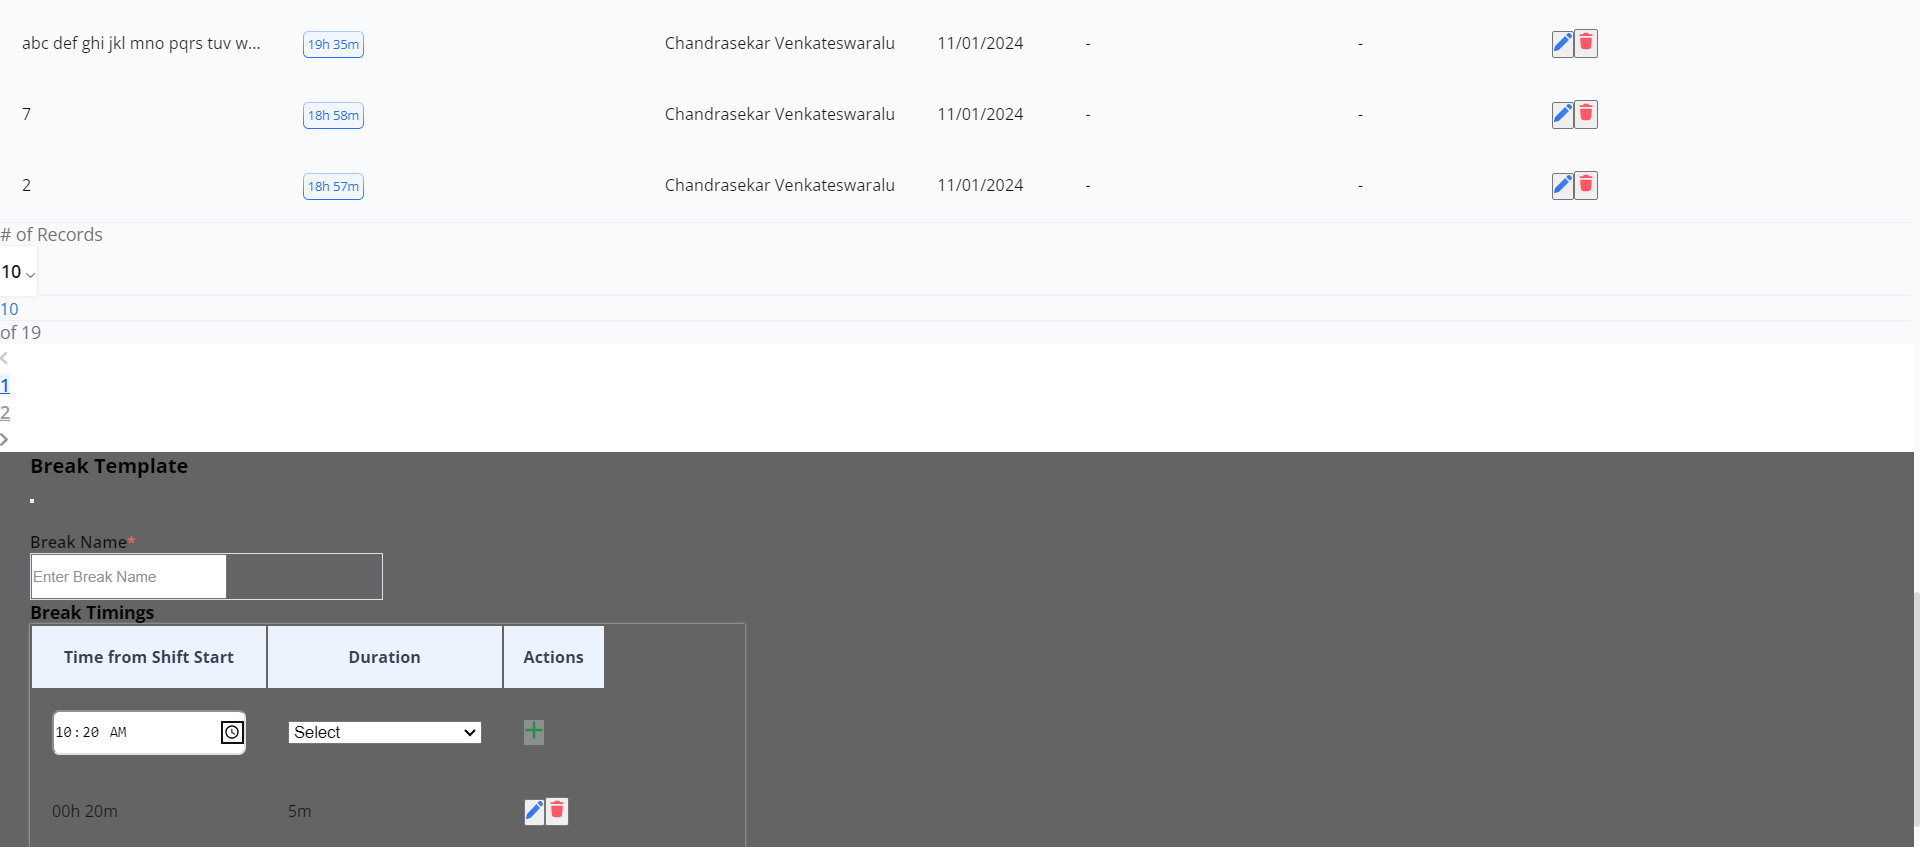 abc def ghi jkl mno pqrs tuv w... 19h 35m Chandrasekar Venkateswaralu 11/01/2024 - -
7 18h 58m Chandrasekar Venkateswaralu 11/01/2024 - -
2 18h 57m Chandrasekar Venkateswaralu 11/01/2024 - -
# of Records
10
10
of 19
1
2
Break Template
Break Name*
Enter Break Name
Break Timings
Time from Shift Start Duration Actions
10:20 AM Select
00h 20m 5m